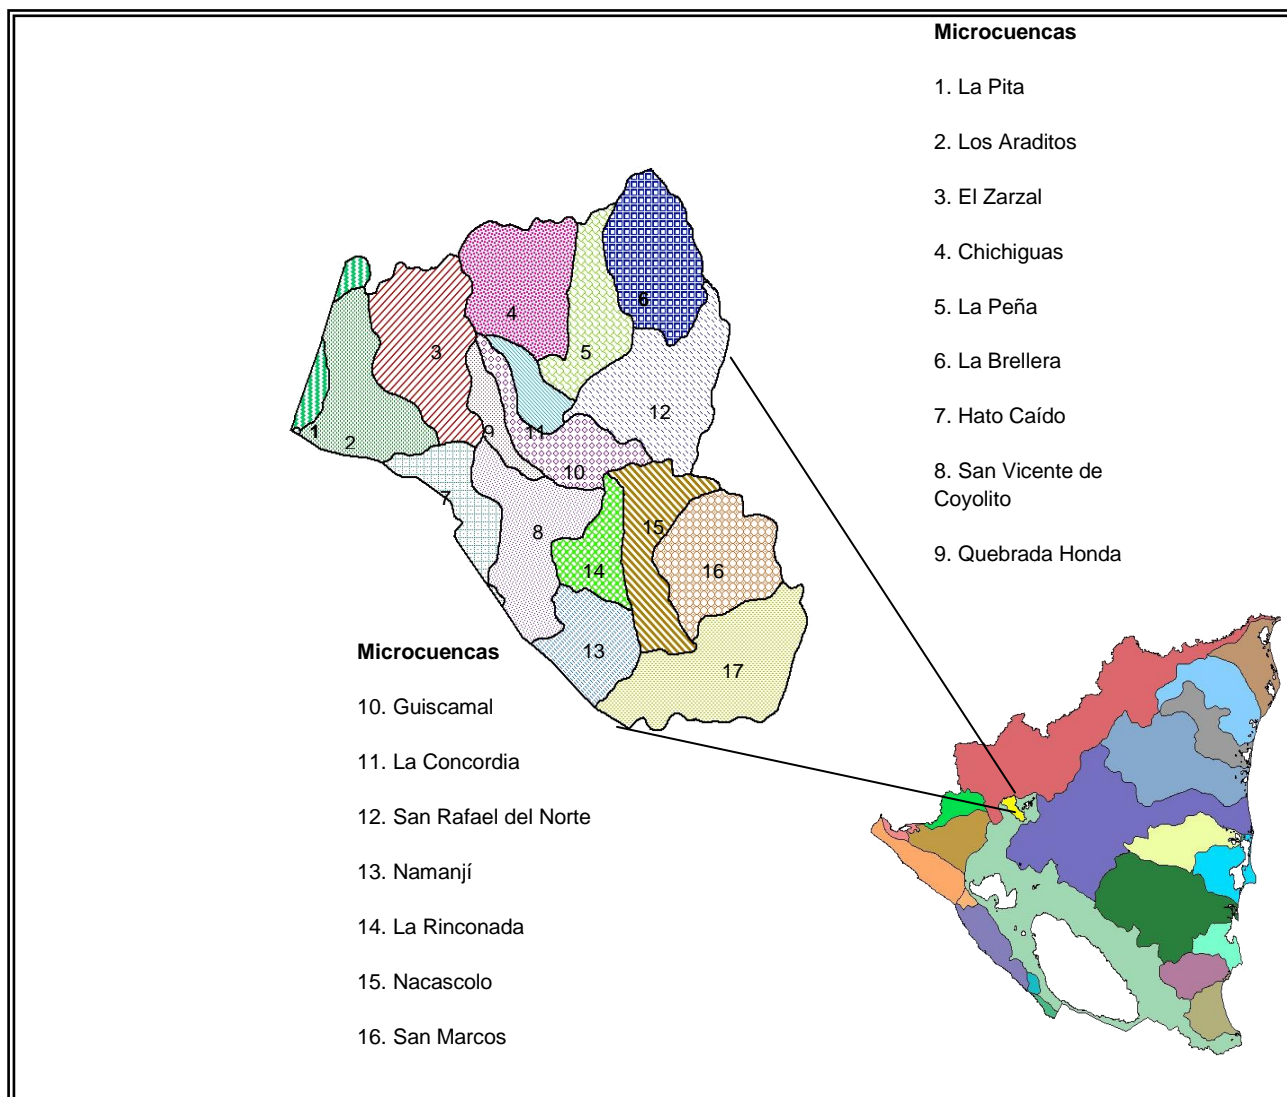 Microcuencas
1. La Pita
2. Los Araditos
3. El Zarzal
4. Chichiguas
5. La Peña
6. La Brellera
7. Hato Caído
8. San Vicente de
Coyolito
9. Quebrada Honda
6
4
3
5
12
1
2
9
11
10
7
8
15
14
16
13
17
Microcuencas
10. Guiscamal
11. La Concordia
12. San Rafael del Norte
13. Namanjí
14. La Rinconada
15. Nacascolo
16. San Marcos